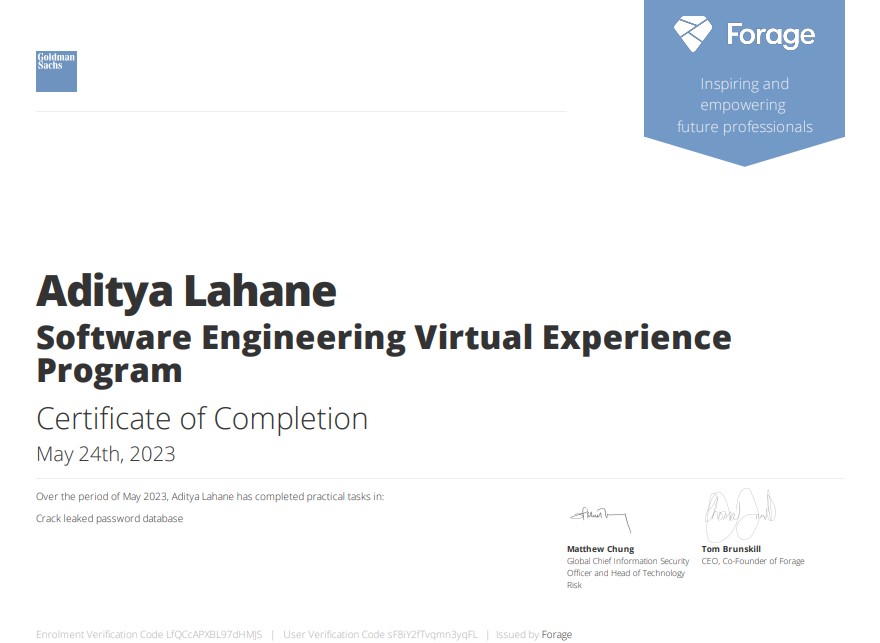 Goldman
Sachs
Forage
Inspiring and
empowering
future professionals
Aditya Lahane
Software Engineering Virtual Experience
Program
Certificate of Completion
May 24th, 2023
Over the period of May 2023, Aditya Lahane has completed practical tasks in:
Crack leaked password database
Matthew Chung
Global Chief Information Security
Officer and Head of Technology
Risk
Tom Brunskill
CEO, Co-Founder of Forage
Enrolment Verification Code LfQCcAPXBL97dHMJS | User Verification Code sF8iY2fTvqmn3yqFL | Issued by Forage